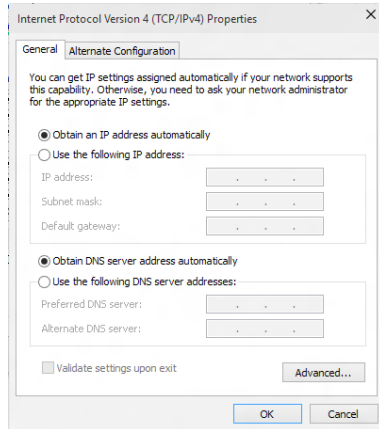 Internet Protocol Version 4 (TCP/IPv4) Properties
General
Alternate Configuration
You can get IP settings assigned automatically if your network supports
this capability. Otherwise, you need to ask your network administrator
for the appropriate IP settings.
Obtain an IP address automatically
Use the following IP address:
IP address:
Subnet mask:
Default gateway:
Obtain DNS server address automatically
Use the following DNS server addresses:
Preferred DNS server:
Alternate DNS server:
Validate settings upon exit
Advanced...
OK
Cancel